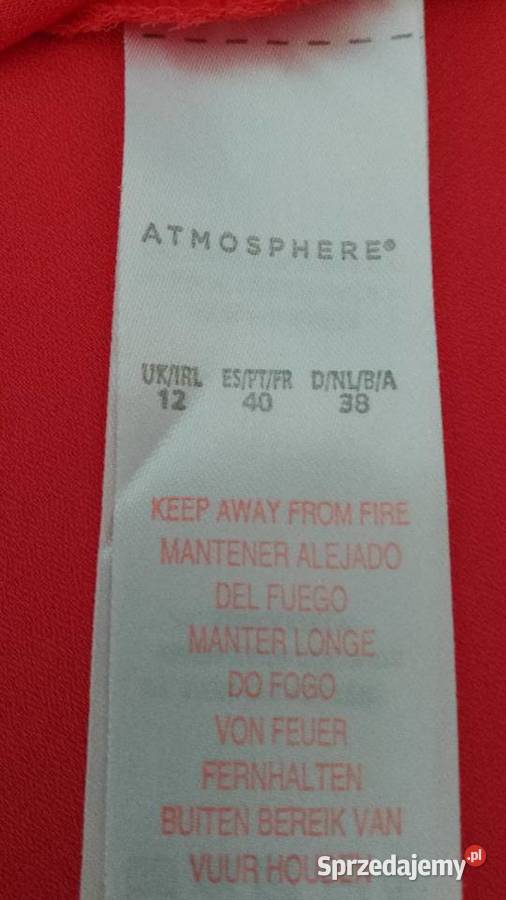 ATMOSPHERE®
UK/IRL ES/PT/FR D/NL/B/A
12 40 38
KEEP AWAY FROM FIRE
MANTENER ALEJADO
DEL FUEGO
MANTER LONGE
DO FOGO
VON FEUER
FERNHALTEN
BUITEN BEREIK VAN
VUUR HOUDEN
Sprzedajemy.pl